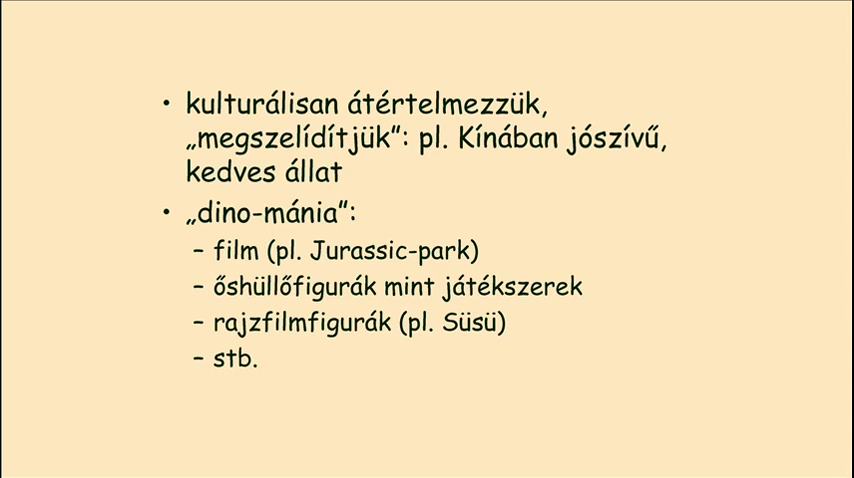 • kulturálisan átértelmezzük,
„megszelídítjük”: pl. Kínában jószívű,
kedves állat
• „dino-mánia”:
– film (pl. Jurassic-park)
– őshüllőfigurák mint játékszerek
– rajzfilmfigurák (pl. Süsü)
– stb.